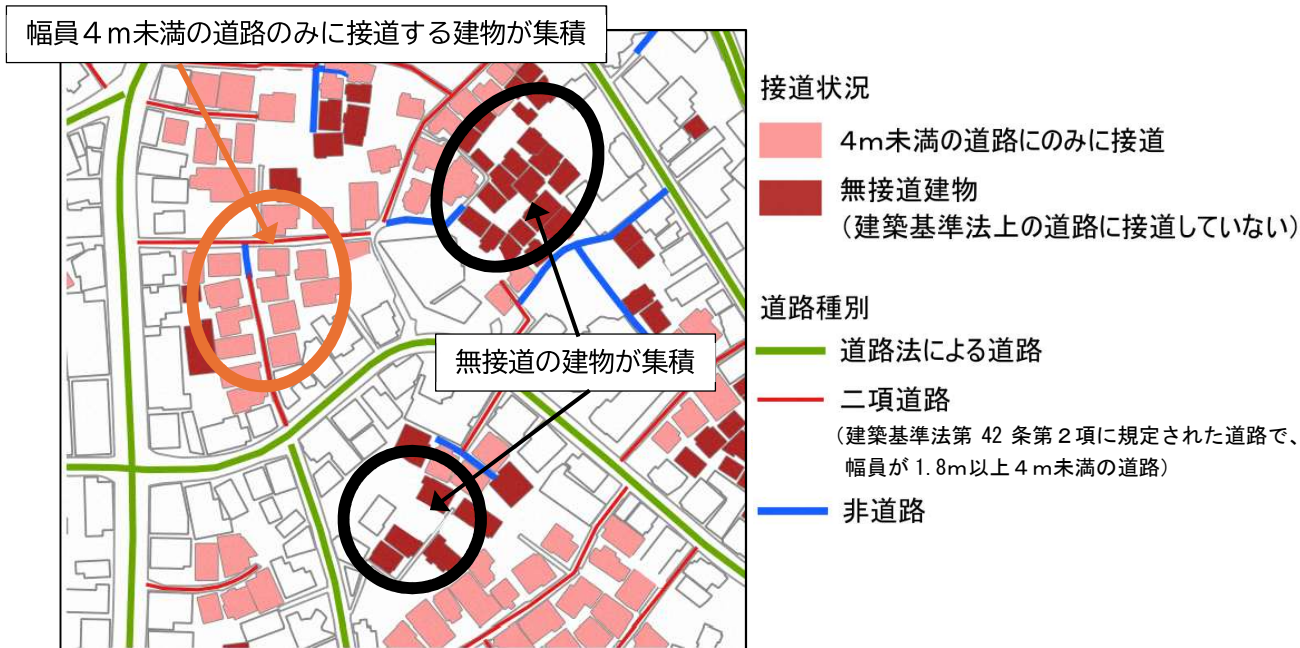 幅員４ｍ未満の道路のみに接道する建物が集積
無接道の建物が集積
接道状況
４ｍ未満の道路にのみに接道
無接道建物
（建築基準法上の道路に接道していない）
道路種別
道路法による道路
二項道路
（建築基準法第 42 条第２項に規定された道路で、
幅員が 1.8ｍ以上４ｍ未満の道路）
非道路